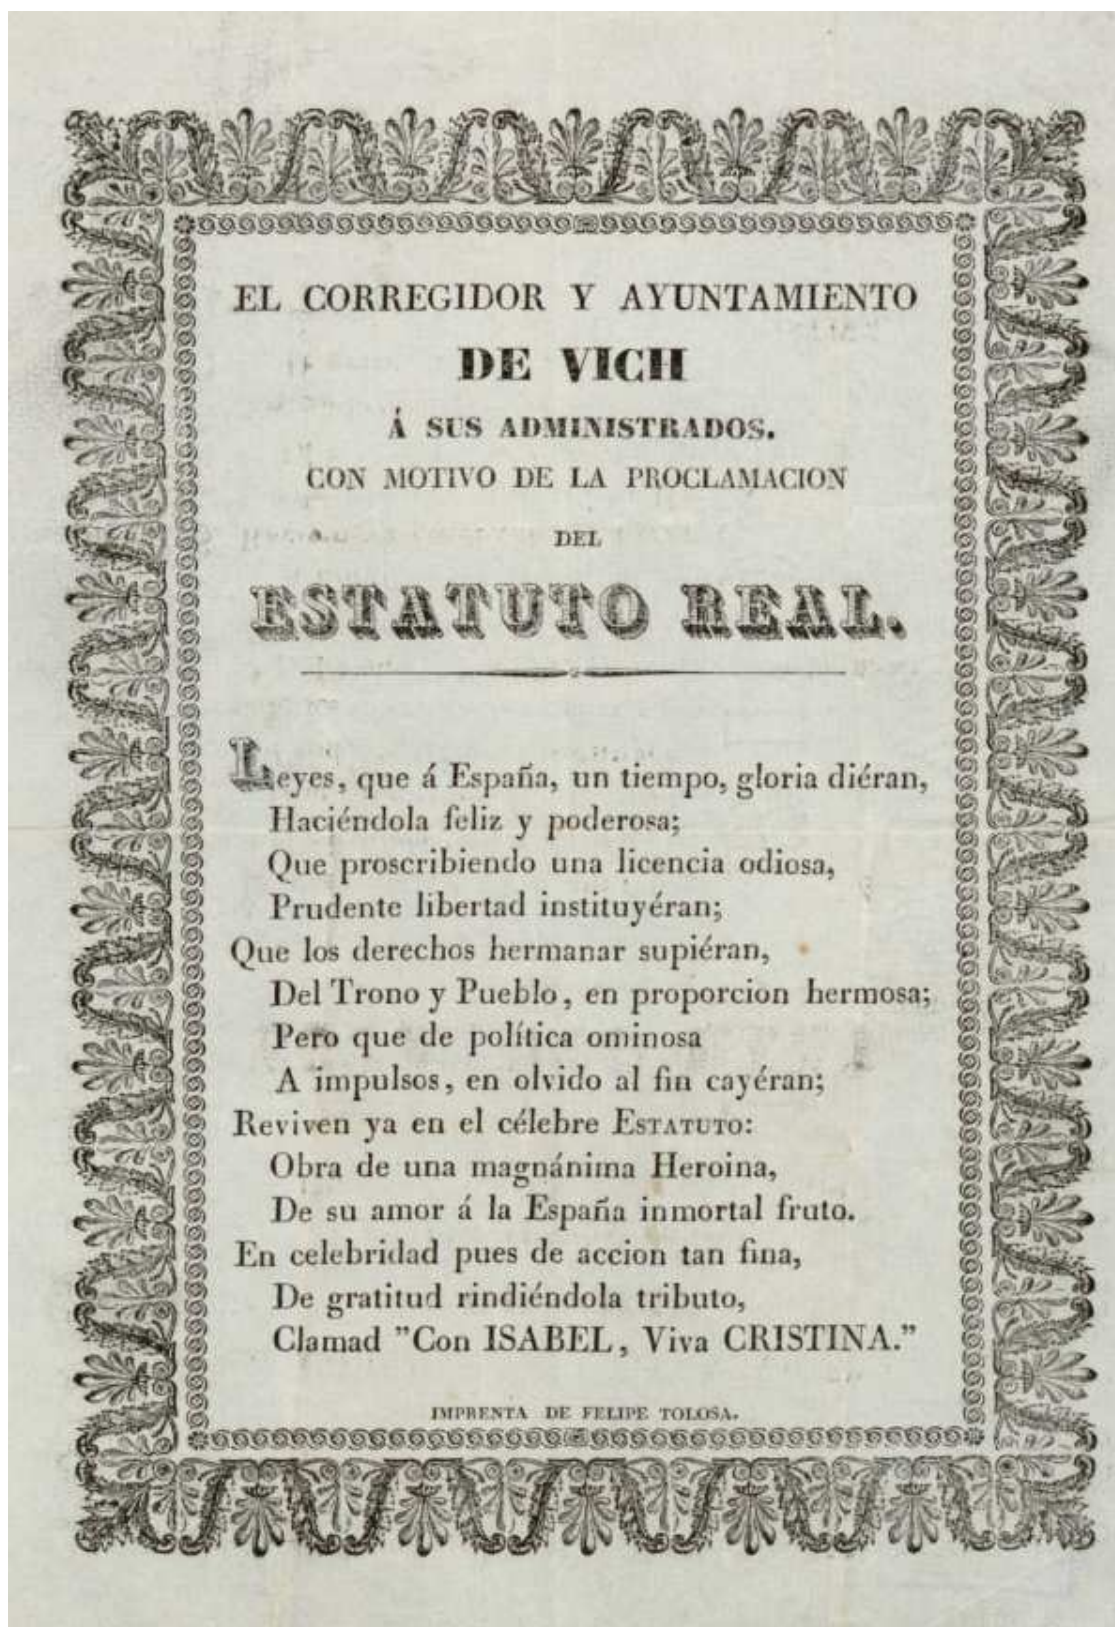 EL CORREGIDOR Y AYUNTAMIENTO
DE VICH
Á SUS ADMINISTRADOS.
CON MOTIVO DE LA PROCLAMACION
DEL
ESTATUTO REAL.
Leyes, que á España, un tiempo, gloria diéran,
Haciéndola feliz y poderosa;
Que proscribiendo una licencia odiosa,
Prudente libertad instituyéran;
Que los derechos hermanar supiéran,
Del Trono y Pueblo, en proporcion hermosa;
Pero que de política ominosa
A impulsos, en olvido al fin cayéran;
Reviven ya en el célebre ESTATUTO:
Obra de una magnánima Heroina,
De su amor á la España inmortal fruto.
En celebridad pues de accion tan fina,
De gratitud rindiéndola tributo,
Clamad ”Con ISABEL, Viva CRISTINA.”
IMPRENTA DE FELIPE TOLOSA.